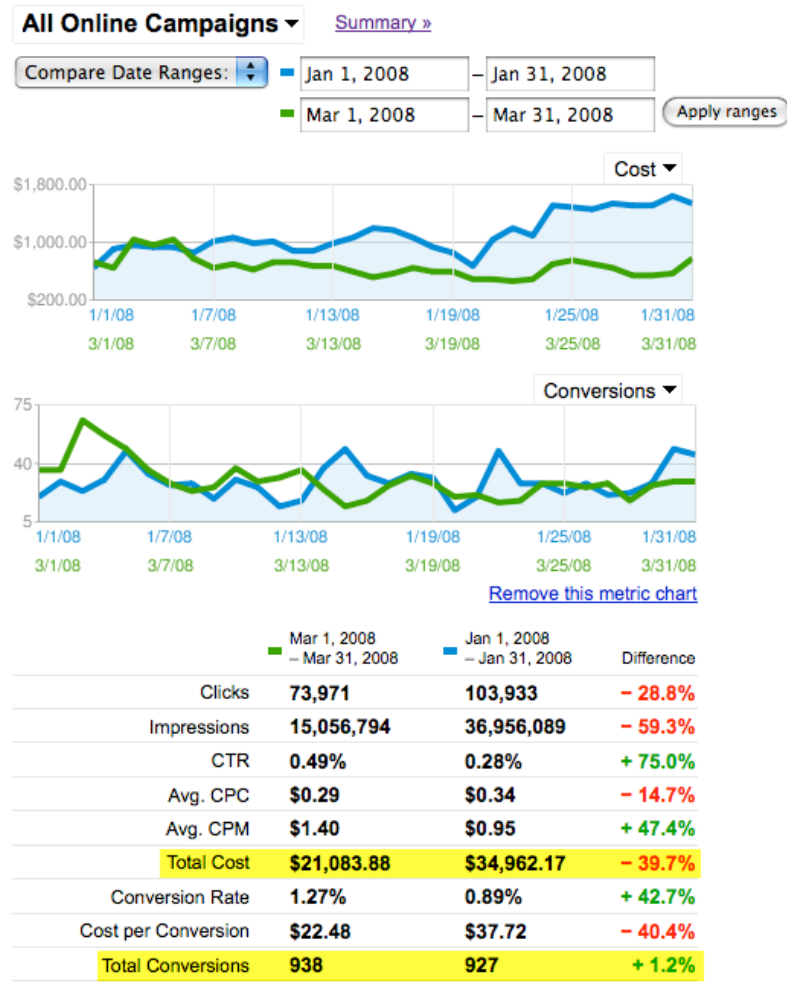 All Online Campaigns Summary »
Compare Date Ranges: Jan 1, 2008 – Jan 31, 2008
Mar 1, 2008 – Mar 31, 2008 Apply ranges
Cost
$1,800.00
$1,000.00
$200.00
1/1/08 1/7/08 1/13/08 1/19/08 1/25/08 1/31/08
3/1/08 3/7/08 3/13/08 3/19/08 3/25/08 3/31/08
Conversions
75
40
5
1/1/08 1/7/08 1/13/08 1/19/08 1/25/08 1/31/08
3/1/08 3/7/08 3/13/08 3/19/08 3/25/08 3/31/08
Remove this metric chart
Mar 1, 2008 Jan 1, 2008
– Mar 31, 2008 – Jan 31, 2008 Difference
Clicks 73,971 103,933 – 28.8%
Impressions 15,056,794 36,956,089 – 59.3%
CTR 0.49% 0.28% + 75.0%
Avg. CPC $0.29 $0.34 – 14.7%
Avg. CPM $1.40 $0.95 + 47.4%
Total Cost $21,083.88 $34,962.17 – 39.7%
Conversion Rate 1.27% 0.89% + 42.7%
Cost per Conversion $22.48 $37.72 – 40.4%
Total Conversions 938 927 + 1.2%